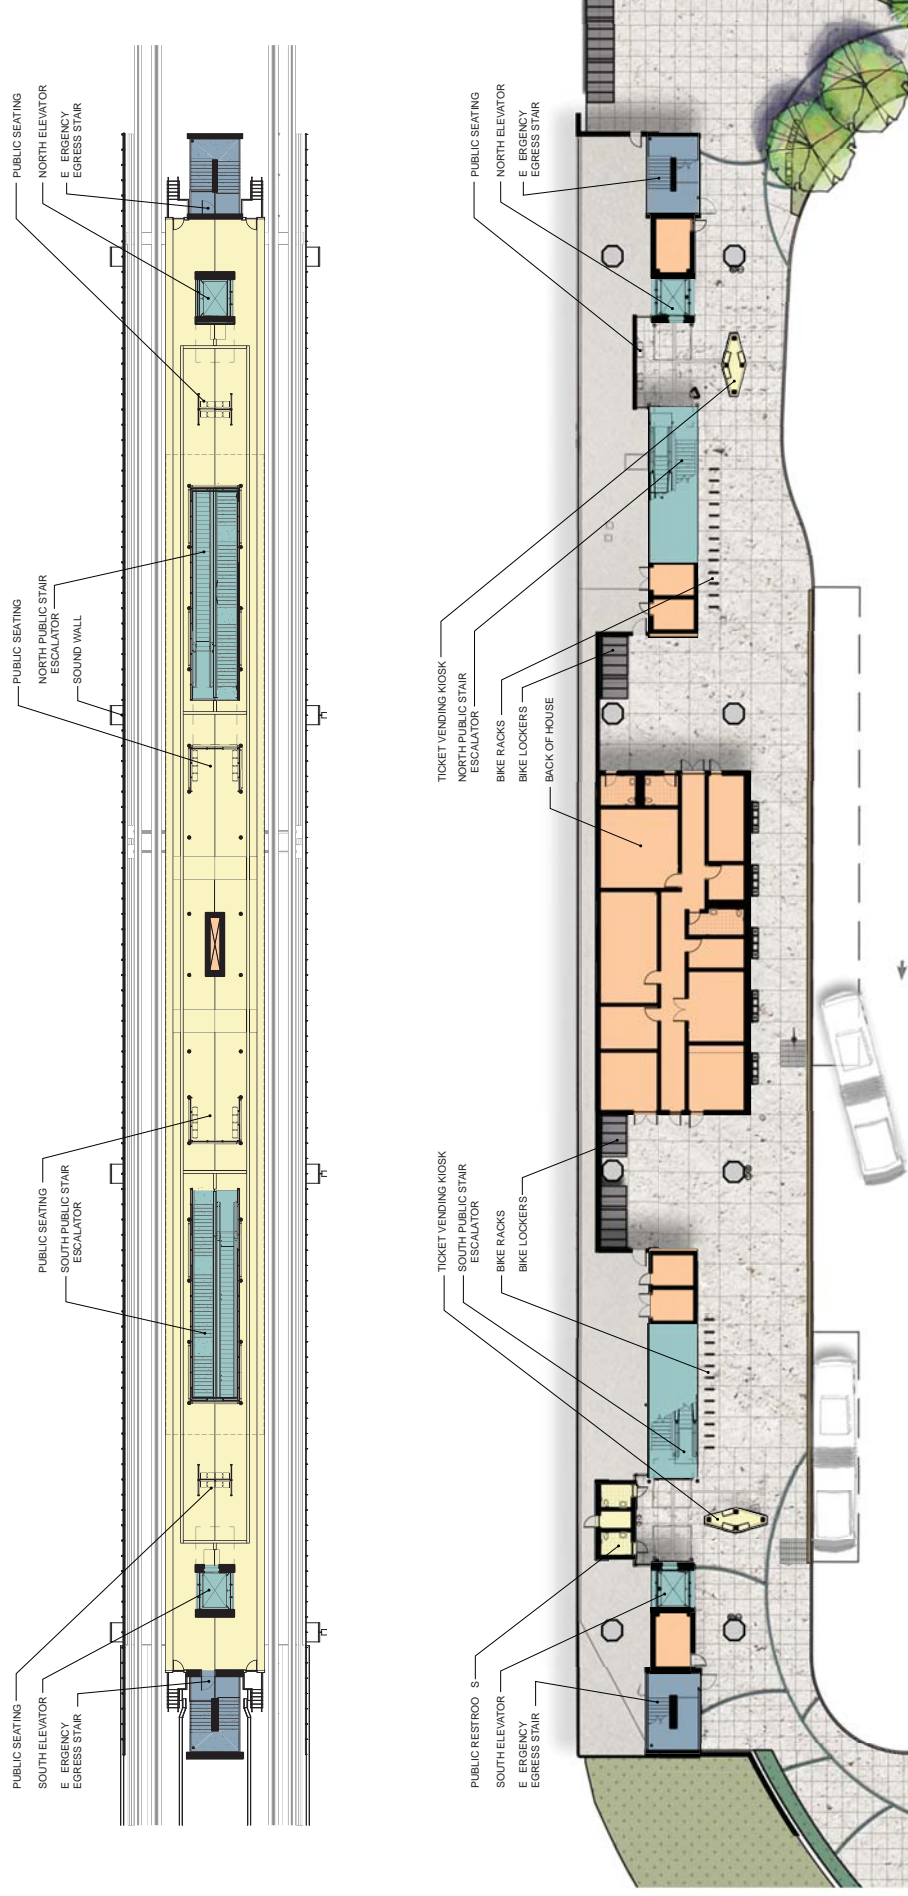 PUBLIC SEATING
NORTH ELEVATOR
E ERGENCY
EGRESS STAIR
PUBLIC SEATING
NORTH PUBLIC STAIR
ESCALATOR
SOUND WALL
PUBLIC SEATING
SOUTH PUBLIC STAIR
ESCALATOR
PUBLIC SEATING
SOUTH ELEVATOR
E ERGENCY
EGRESS STAIR
PUBLIC SEATING
NORTH ELEVATOR
E ERGENCY
EGRESS STAIR
TICKET VENDING KIOSK
NORTH PUBLIC STAIR
ESCALATOR
BIKE RACKS
BIKE LOCKERS
BACK OF HOUSE
TICKET VENDING KIOSK
SOUTH PUBLIC STAIR
ESCALATOR
BIKE RACKS
BIKE LOCKERS
PUBLIC RESTROO S
SOUTH ELEVATOR
E ERGENCY
EGRESS STAIR